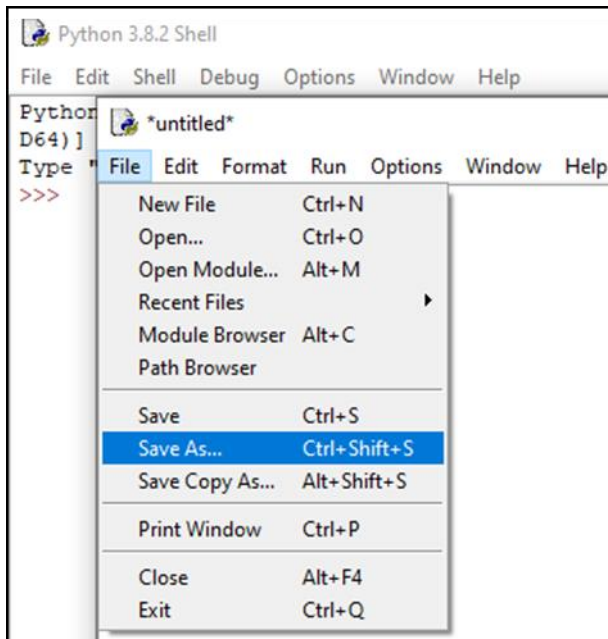 Python 3.8.2 Shell
File Edit Shell Debug Options Window Help
Python
D64)]
Type "
>>>
*untitled*
File Edit Format Run Options Window Help
New File Ctrl+N
Open... Ctrl+O
Open Module... Alt+M
Recent Files
Module Browser Alt+C
Path Browser
Save Ctrl+S
Save As... Ctrl+Shift+S
Save Copy As... Alt+Shift+S
Print Window Ctrl+P
Close Alt+F4
Exit Ctrl+Q